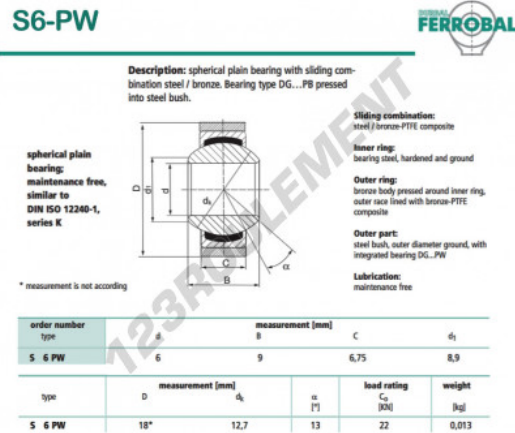 S6-PW
DURBAL
FERROBAL
Description: spherical plain bearing with sliding com-
bination steel / bronze. Bearing type DG...PB pressed
into steel bush.
spherical plain
bearing;
maintenance free,
similar to
DIN ISO 12240-1,
series K
* measurement is not according
D
d1
d
dk
C
B
α
Sliding combination:
steel / bronze-PTFE composite
Inner ring:
bearing steel, hardened and ground
Outer ring:
bronze body pressed around inner ring,
outer race lined with bronze-PTFE
composite
Outer part:
steel bush, outer diameter ground, with
integrated bearing DG...PW
Lubrication:
maintenance free
123ROULEMENT
order number measurement [mm]
type d B C d1
S 6 PW 6 9 6,75 8,9
measurement [mm] load rating weight
type D dk α C0
[°] [KN] [kg]
S 6 PW 18* 12,7 13 22 0,013